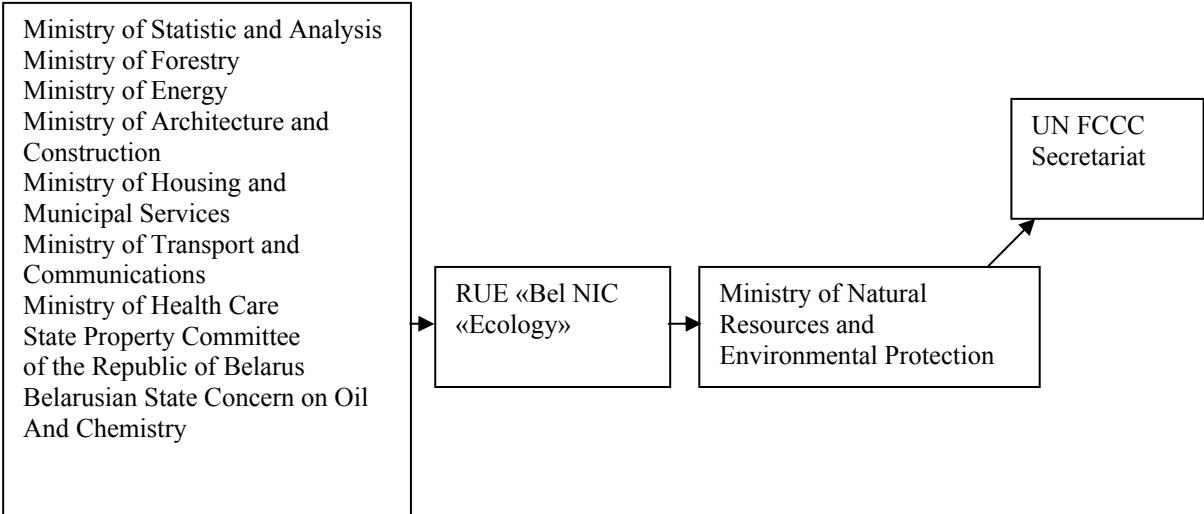 Ministry of Statistic and Analysis
Ministry of Forestry
Ministry of Energy
Ministry of Architecture and
Construction
Ministry of Housing and
Municipal Services
Ministry of Transport and
Communications
Ministry of Health Care
State Property Committee
of the Republic of Belarus
Belarusian State Concern on Oil
And Chemistry
RUE «Bel NIC
«Ecology»
Ministry of Natural
Resources and
Environmental Protection
UN FCCC
Secretariat